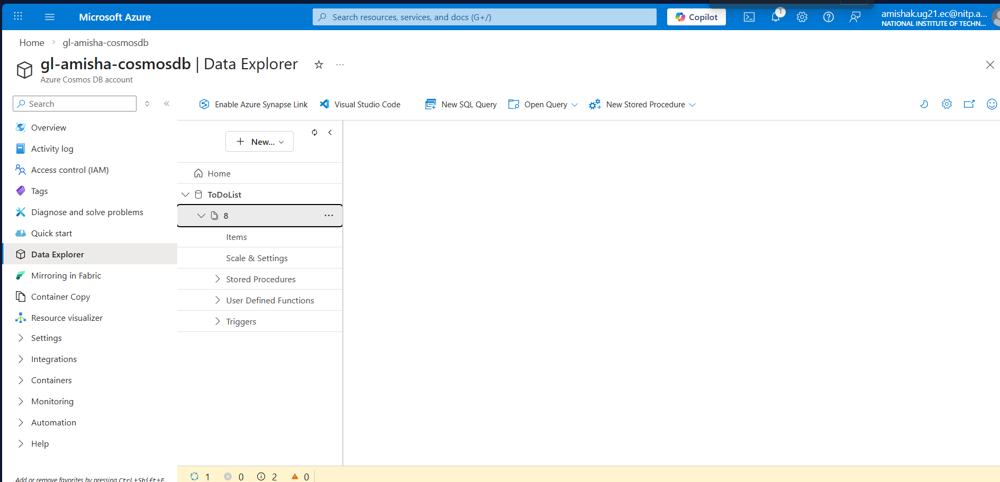 Microsoft Azure
Search resources, services, and docs (G+/)
Copilot
1
amishak.ug21.ec@nitp.a...
NATIONAL INSTITUTE OF TECHN...
Home > gl-amisha-cosmosdb
gl-amisha-cosmosdb | Data Explorer
Azure Cosmos DB account
Search
Enable Azure Synapse Link
Visual Studio Code
New SQL Query
Open Query
New Stored Procedure
Overview
Activity log
Access control (IAM)
Tags
Diagnose and solve problems
Quick start
Data Explorer
Mirroring in Fabric
Container Copy
Resource visualizer
Settings
Integrations
Containers
Monitoring
Automation
Help
Add or remove favorites by pressing Ctrl+Shift+F
New...
Home
ToDoList
8
Items
Scale & Settings
Stored Procedures
User Defined Functions
Triggers
1 0 2 0